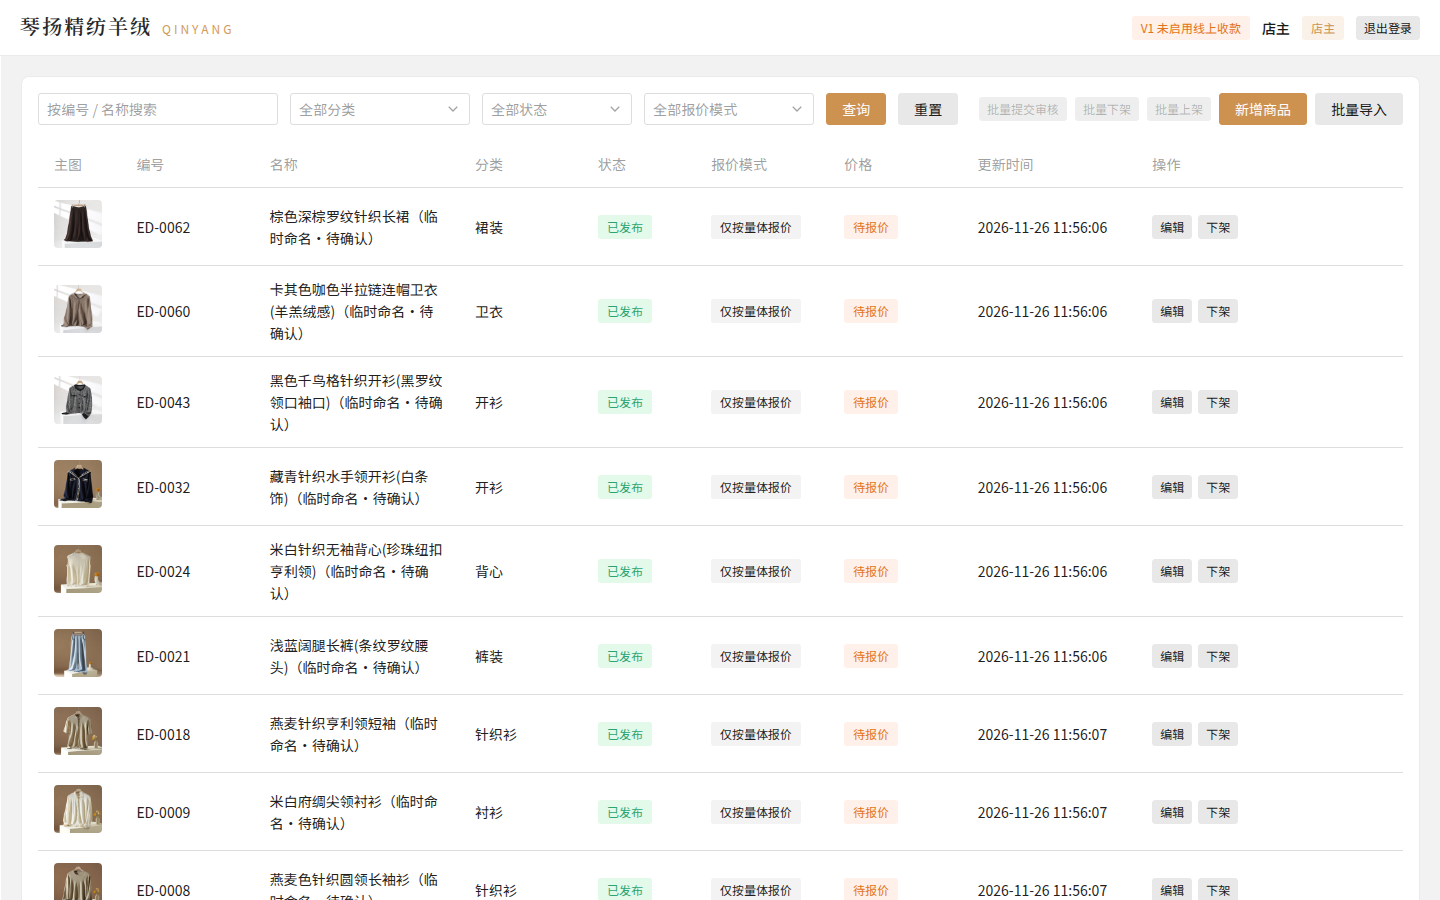 琴扬精纺羊绒 QINYANG
V1 未启用线上收款 店主 店主 退出登录
按编号 / 名称搜索 全部分类 全部状态 全部报价模式 查询 重置 批量提交审核 批量下架 批量上架 新增商品 批量导入
主图 编号 名称 分类 状态 报价模式 价格 更新时间 操作
ED-0062 棕色深棕罗纹针织长裙（临
时命名・待确认） 裙装 已发布 仅按量体报价 待报价 2026-11-26 11:56:06 编辑 下架
ED-0060 卡其色咖色半拉链连帽卫衣
(羊羔绒感)（临时命名・待
确认） 卫衣 已发布 仅按量体报价 待报价 2026-11-26 11:56:06 编辑 下架
ED-0043 黑色千鸟格针织开衫(黑罗纹
领口袖口)（临时命名・待确
认） 开衫 已发布 仅按量体报价 待报价 2026-11-26 11:56:06 编辑 下架
ED-0032 藏青针织水手领开衫(白条
饰)（临时命名・待确认） 开衫 已发布 仅按量体报价 待报价 2026-11-26 11:56:06 编辑 下架
ED-0024 米白针织无袖背心(珍珠纽扣
亨利领)（临时命名・待确
认） 背心 已发布 仅按量体报价 待报价 2026-11-26 11:56:06 编辑 下架
ED-0021 浅蓝阔腿长裤(条纹罗纹腰
头)（临时命名・待确认） 裤装 已发布 仅按量体报价 待报价 2026-11-26 11:56:06 编辑 下架
ED-0018 燕麦针织亨利领短袖（临时
命名・待确认） 针织衫 已发布 仅按量体报价 待报价 2026-11-26 11:56:07 编辑 下架
ED-0009 米白府绸尖领衬衫（临时命
名・待确认） 衬衫 已发布 仅按量体报价 待报价 2026-11-26 11:56:07 编辑 下架
ED-0008 燕麦色针织圆领长袖衫（临
针织衫 已发布 仅按量体报价 待报价 2026-11-26 11:56:07 编辑 下架